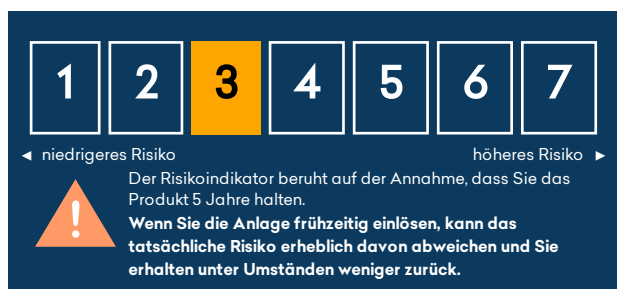 1 2 3 4 5 6 7
◄ niedrigeres Risiko höheres Risiko ►
Der Risikoindikator beruht auf der Annahme, dass Sie das
Produkt 5 Jahre halten.
Wenn Sie die Anlage frühzeitig einlösen, kann das
tatsächliche Risiko erheblich davon abweichen und Sie
erhalten unter Umständen weniger zurück.
!